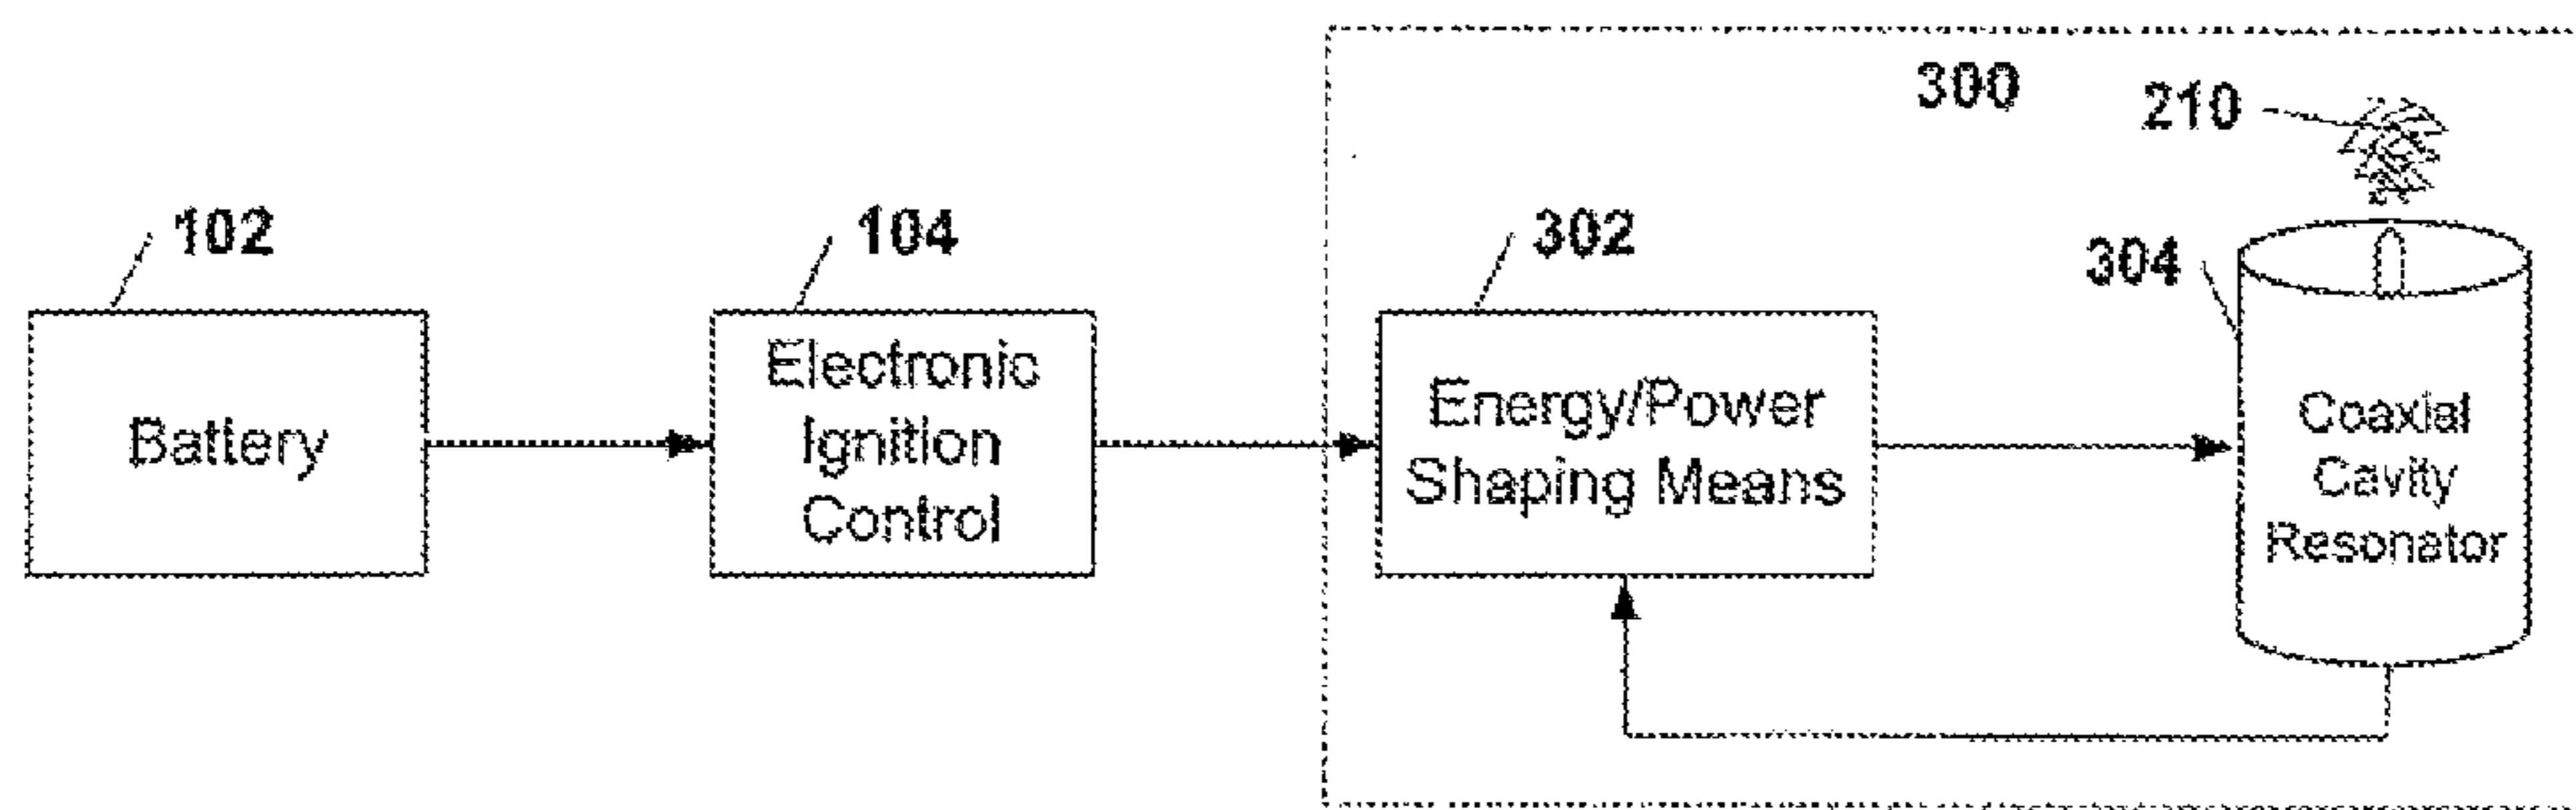 300
210
102
104
302
304
Battery
Electronic
Ignition
Control
Energy/Power
Shaping Means
Coaxial
Cavity
Resonator